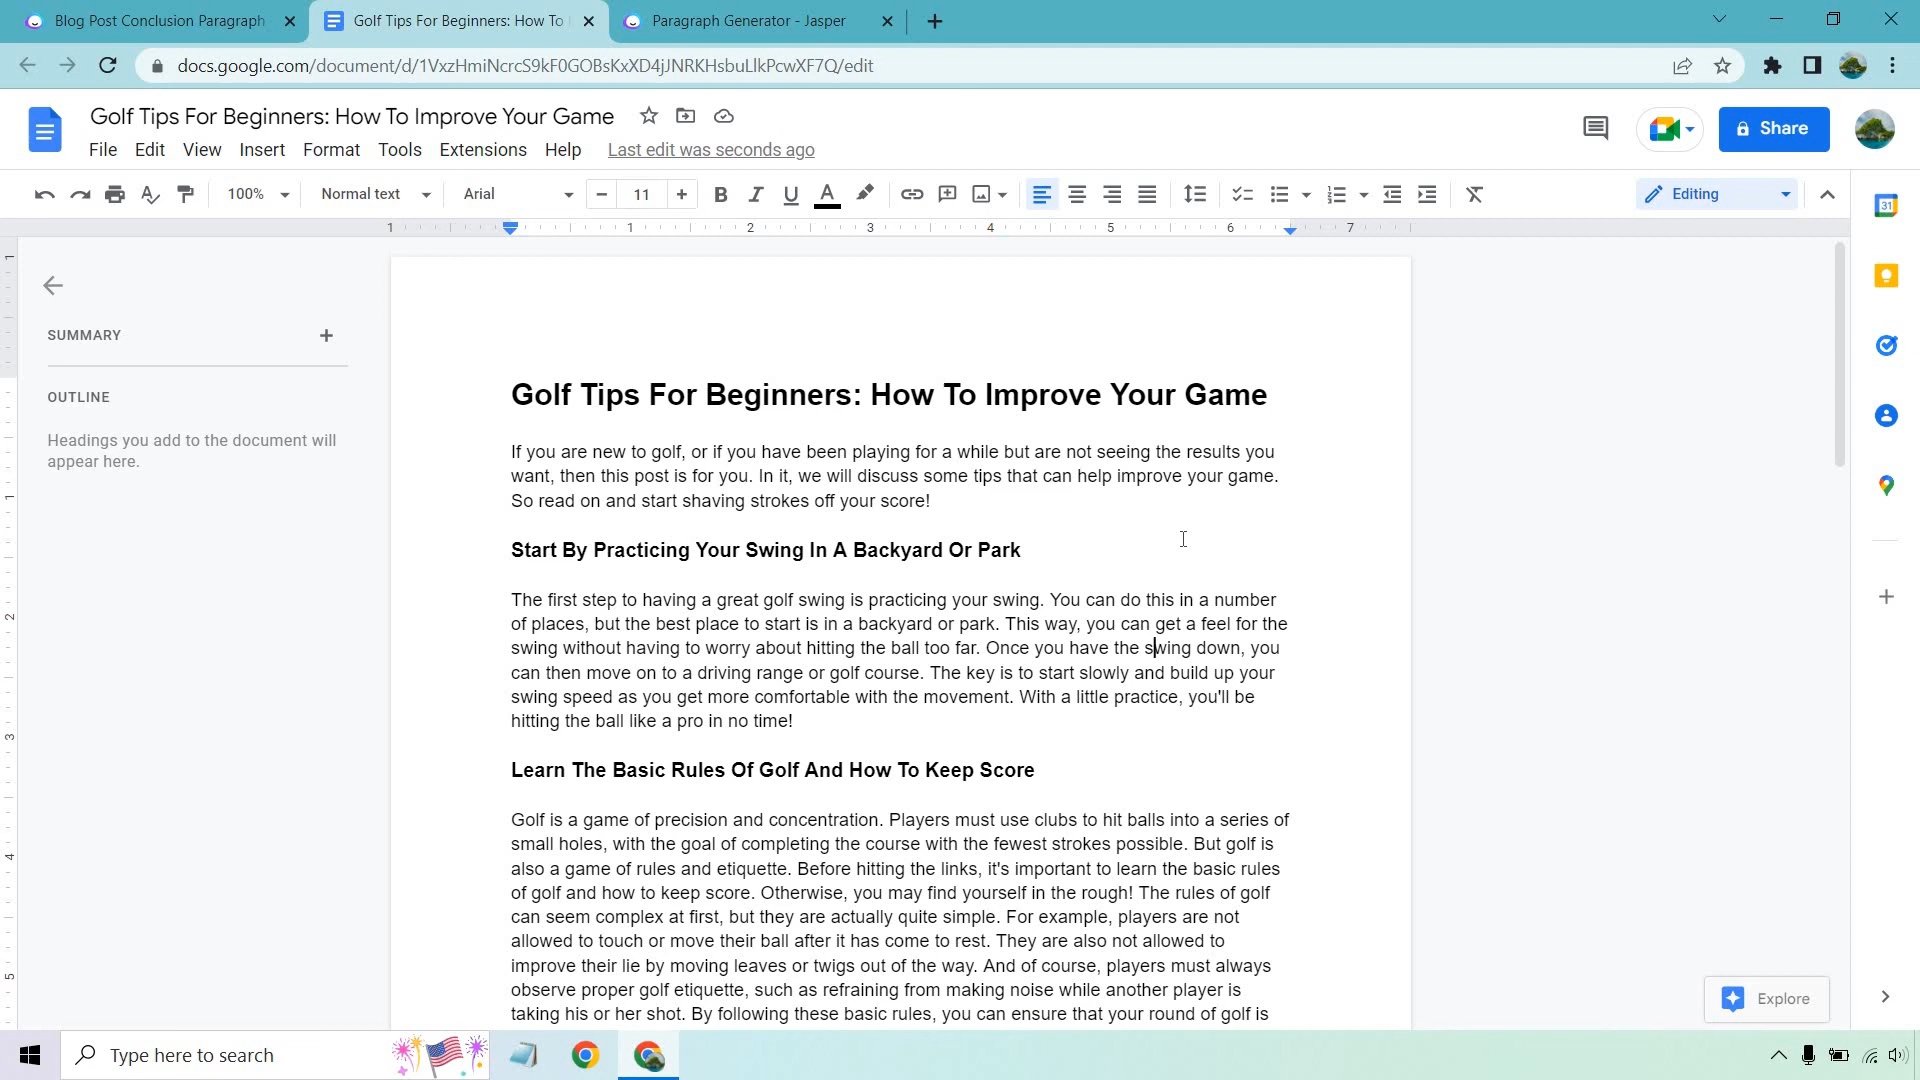 Blog Post Conclusion Paragraph
Golf Tips For Beginners: How To
Paragraph Generator - Jasper
docs.google.com/document/d/1VxzHmiNcrcS9kF0GOBsKxXD4jJNRKHsbuLlkPcwXF7Q/edit
Golf Tips For Beginners: How To Improve Your Game
File Edit View Insert Format Tools Extensions Help Last edit was seconds ago
Share
100% Normal text Arial 11 Editing
1 1 2 3 4 5 6 7
SUMMARY
OUTLINE
Headings you add to the document will
appear here.
1
1
2
3
4
5
31
Golf Tips For Beginners: How To Improve Your Game
If you are new to golf, or if you have been playing for a while but are not seeing the results you
want, then this post is for you. In it, we will discuss some tips that can help improve your game.
So read on and start shaving strokes off your score!
Start By Practicing Your Swing In A Backyard Or Park
The first step to having a great golf swing is practicing your swing. You can do this in a number
of places, but the best place to start is in a backyard or park. This way, you can get a feel for the
swing without having to worry about hitting the ball too far. Once you have the swing down, you
can then move on to a driving range or golf course. The key is to start slowly and build up your
swing speed as you get more comfortable with the movement. With a little practice, you'll be
hitting the ball like a pro in no time!
Learn The Basic Rules Of Golf And How To Keep Score
Golf is a game of precision and concentration. Players must use clubs to hit balls into a series of
small holes, with the goal of completing the course with the fewest strokes possible. But golf is
also a game of rules and etiquette. Before hitting the links, it's important to learn the basic rules
of golf and how to keep score. Otherwise, you may find yourself in the rough! The rules of golf
can seem complex at first, but they are actually quite simple. For example, players are not
allowed to touch or move their ball after it has come to rest. They are also not allowed to
improve their lie by moving leaves or twigs out of the way. And of course, players must always
observe proper golf etiquette, such as refraining from making noise while another player is
taking his or her shot. By following these basic rules, you can ensure that your round of golf is
Explore
Type here to search